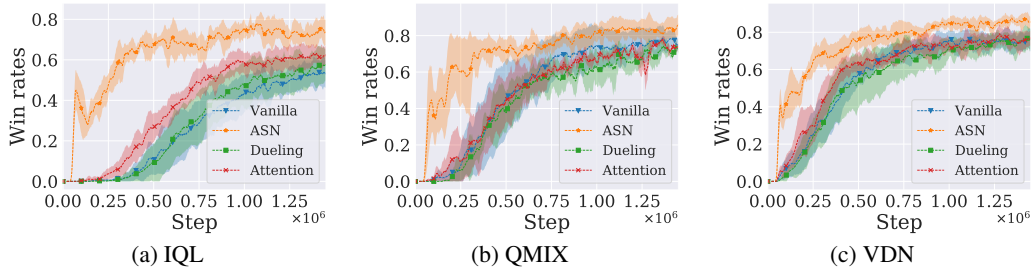 0.8
0.6
0.4
0.2
0.0
Win rates
Vanilla
ASN
Dueling
Attention
0.00 0.25 0.50 0.75 1.00 1.25
Step
×10⁶
(a) IQL
0.8
0.6
0.4
0.2
0.0
Win rates
Vanilla
ASN
Dueling
Attention
0.00 0.25 0.50 0.75 1.00 1.25
Step
×10⁶
(b) QMIX
0.8
0.6
0.4
0.2
0.0
Win rates
Vanilla
ASN
Dueling
Attention
0.00 0.25 0.50 0.75 1.00 1.25
Step
×10⁶
(c) VDN